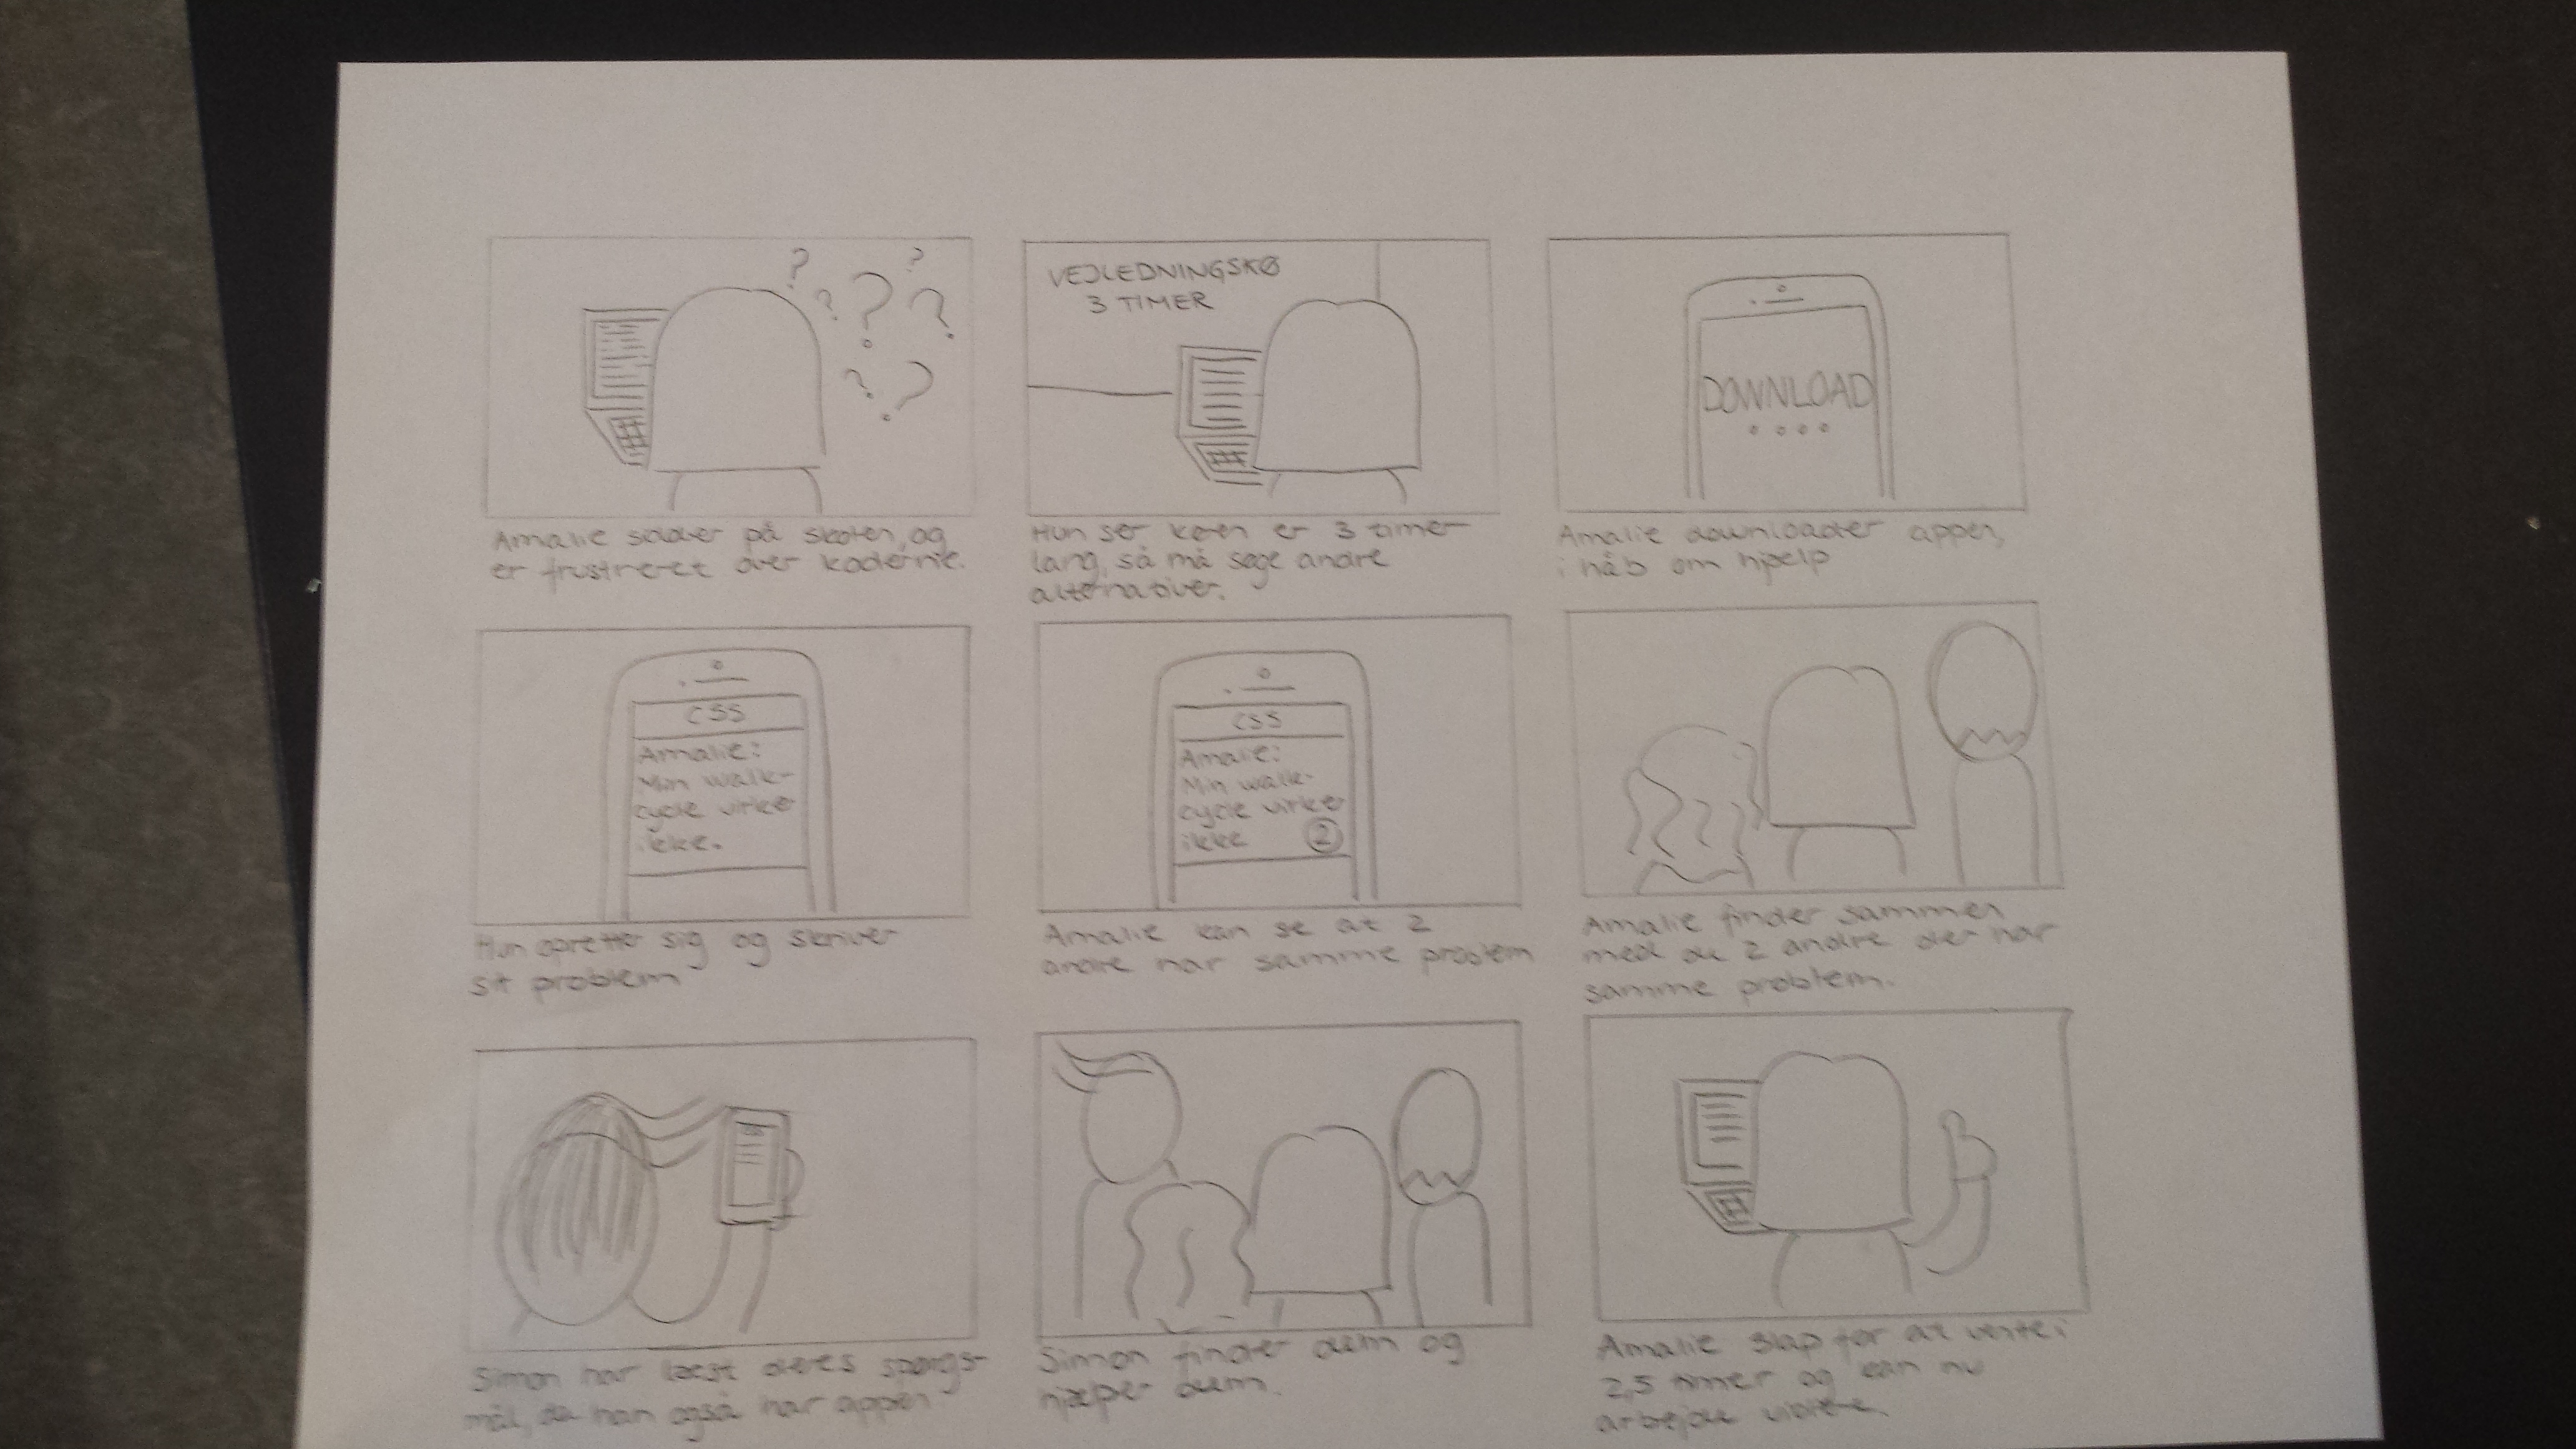 ? ? ? ? ? ? ?
Amalie sidder på skolen, og
er frustreret over koderne.
VEJLEDNINGSKØ
3 TIMER
Hun ser køen er 3 timer
lang, så må søge andre
alternativer.
DOWNLOAD
Amalie downloader appen,
i håb om hjælp
CSS
Amalie:
Min walk-
cycle virker
ikke.
Hun opretter sig og skriver
sit problem
CSS
Amalie:
Min walk-
cycle virker
ikke 2
Amalie kan se at 2
andre har samme problem
Amalie finder sammen
med de 2 andre der har
samme problem.
Simon har læst deres spørgs-
mål, da han også har appen
Simon finder dem og
hjælper dem.
Amalie slap for at vente i
2,5 timer og kan nu
arbejde videre.